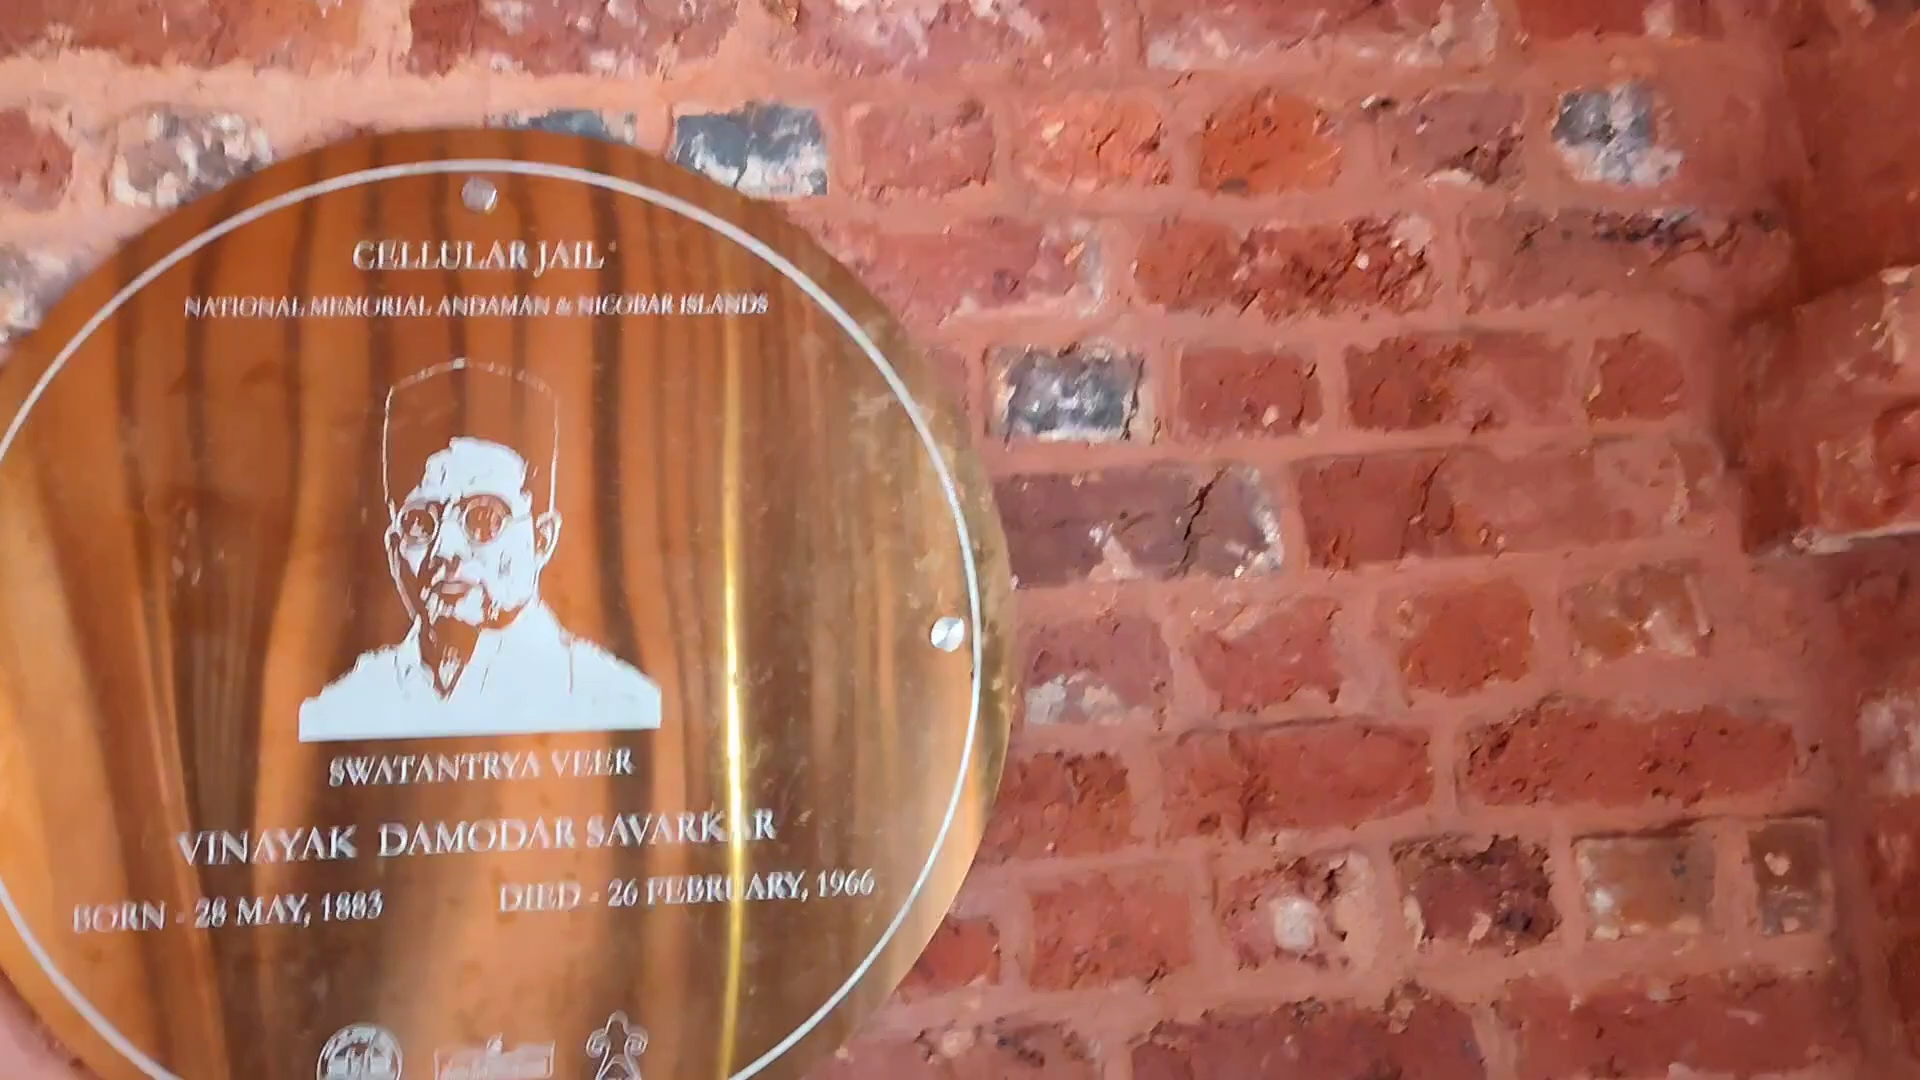 CELLULAR JAIL
NATIONAL MEMORIAL ANDAMAN & NICOBAR ISLANDS
SWATANTRYA VEER
VINAYAK DAMODAR SAVARKAR
BORN - 28 MAY, 1883 DIED - 26 FEBRUARY, 1966